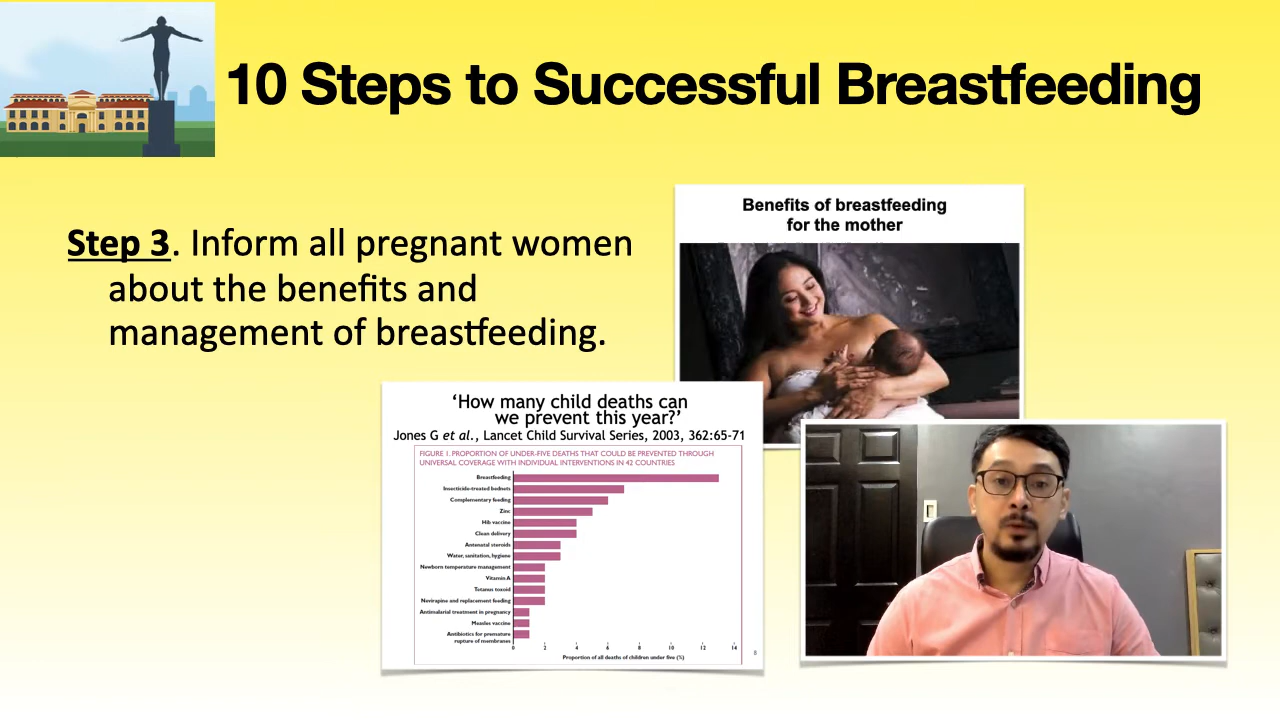 10 Steps to Successful Breastfeeding
Step 3. Inform all pregnant women
about the benefits and
management of breastfeeding.
Benefits of breastfeeding
for the mother
‘How many child deaths can
we prevent this year?’
Jones G et al., Lancet Child Survival Series, 2003, 362:65-71
FIGURE 1. PROPORTION OF UNDER-FIVE DEATHS THAT COULD BE PREVENTED THROUGH
UNIVERSAL COVERAGE WITH INDIVIDUAL INTERVENTIONS IN 42 COUNTRIES
Breastfeeding
Insecticide-treated bednets
Complementary feeding
Zinc
Hib vaccine
Clean delivery
Antenatal steroids
Water, sanitation, hygiene
Newborn temperature management
Vitamin A
Tetanus toxoid
Nevirapine and replacement feeding
Antimalarial treatment in pregnancy
Measles vaccine
Antibiotics for premature
rupture of membranes
0 2 4 6 8 10 12 14
Proportion of all deaths of children under five (%)
8